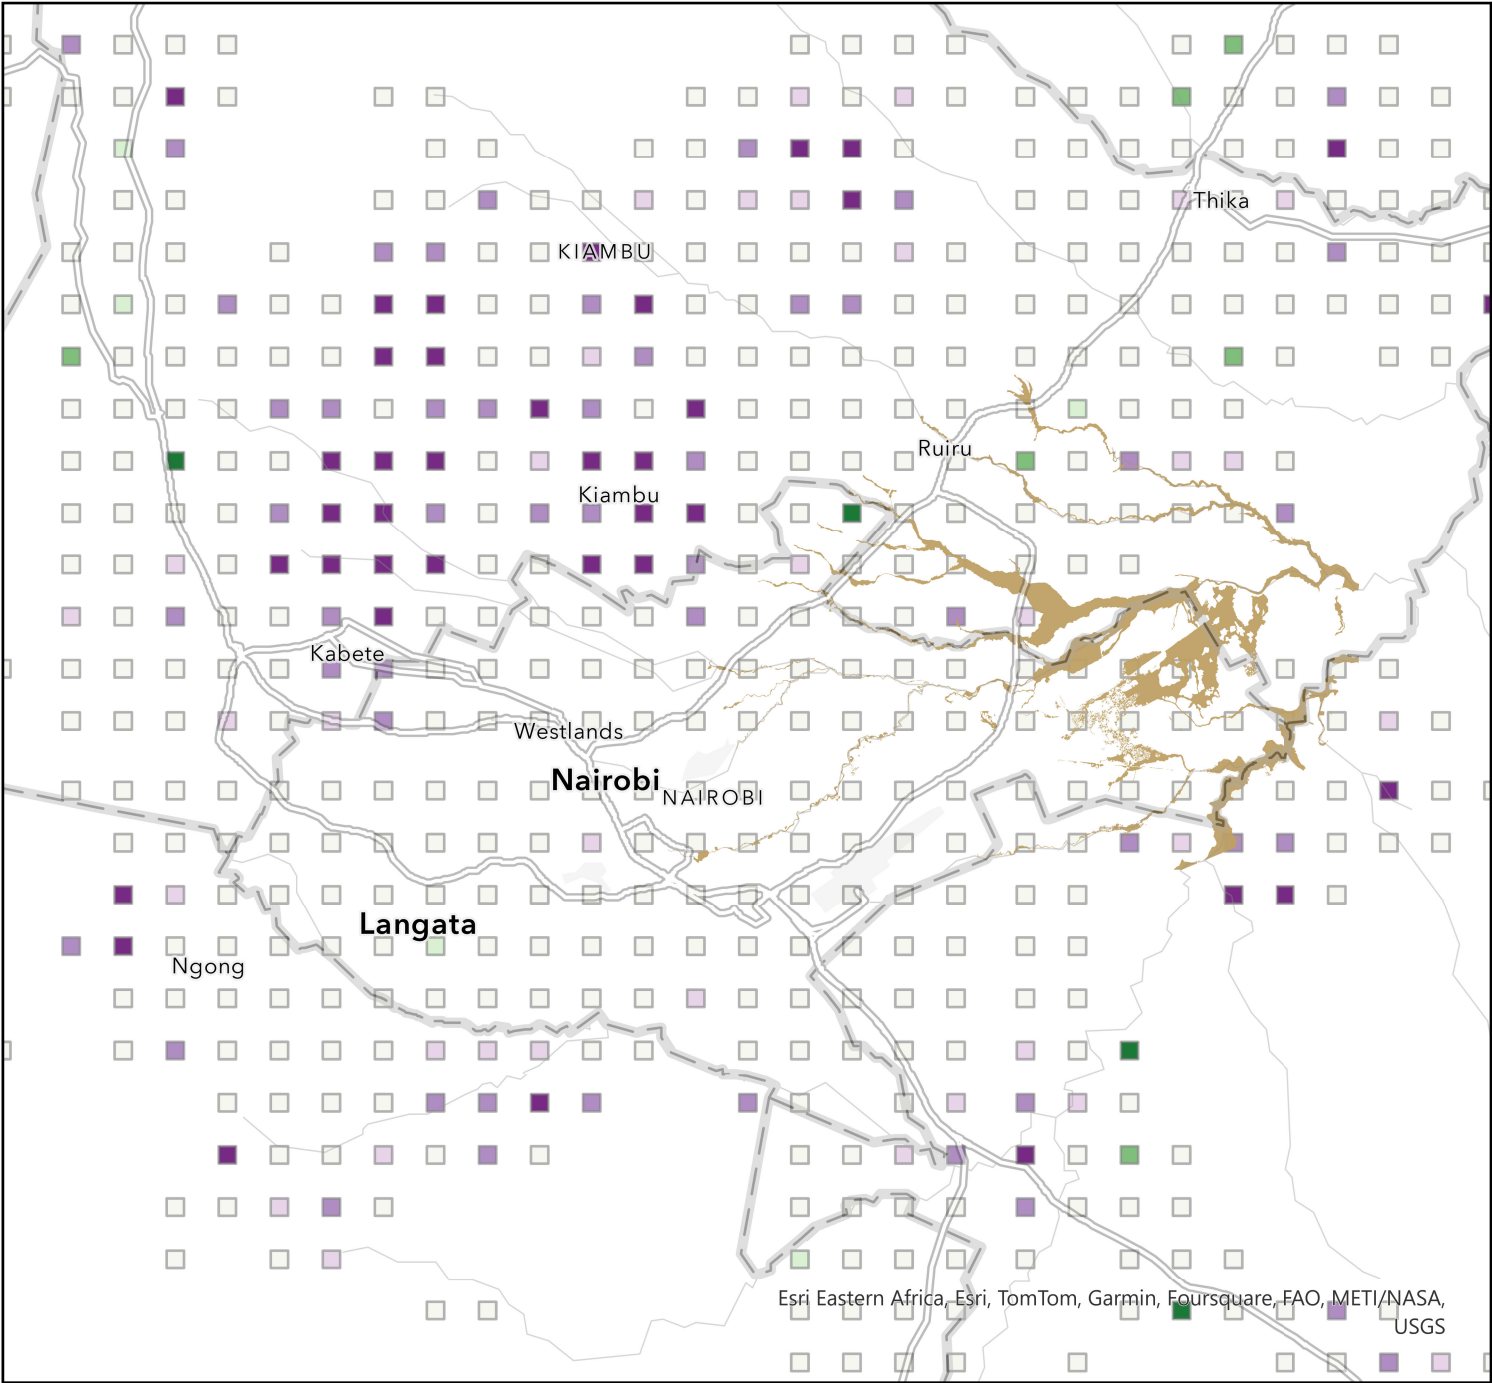 Thika
KIAMBU
Ruiru
Kiambu
Kabete
Westlands
Nairobi
NAIROBI
Langata
Ngong
Esri Eastern Africa, Esri, TomTom, Garmin, Foursquare, FAO, METI/NASA,
USGS